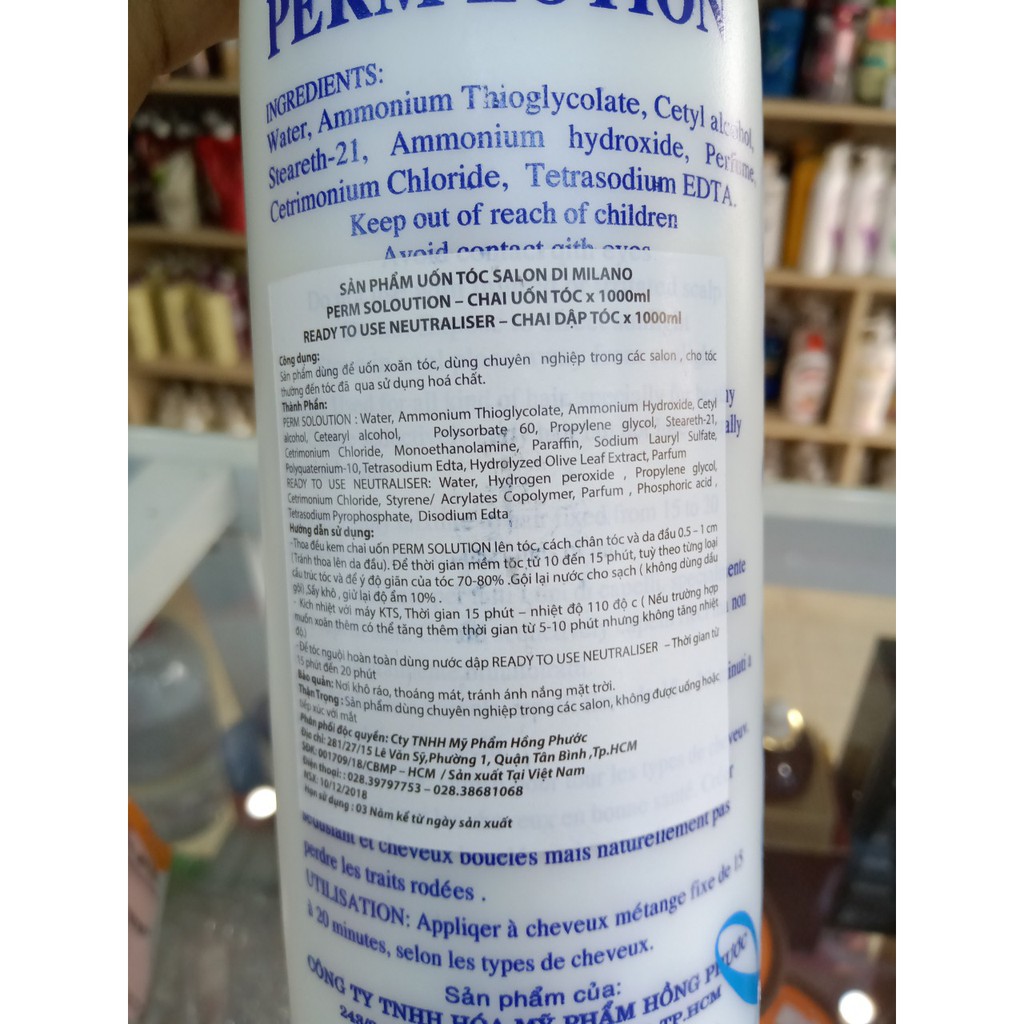 PERM LOTION
INGREDIENTS:
Water, Ammonium Thioglycolate, Cetyl alcohol,
Steareth-21, Ammonium hydroxide, Perfume,
Cetrimonium Chloride, Tetrasodium EDTA.
Keep out of reach of children
Avoid contact qith eyes
SẢN PHẨM UỐN TÓC SALON DI MILANO
PERM SOLOUTION – CHAI UỐN TÓC x 1000ml
READY TO USE NEUTRALISER – CHAI DẬP TÓC x 1000ml
Công dụng:
Sản phẩm dùng để uốn xoăn tóc, dùng chuyên nghiệp trong các salon , cho tóc
thường đến tóc đã qua sử dụng hoá chất.
Thành Phần:
PERM SOLOUTION : Water, Ammonium Thioglycolate, Ammonium Hydroxide, Cetyl
alcohol, Cetearyl alcohol, Polysorbate 60, Propylene glycol, Steareth-21,
Cetrimonium Chloride, Monoethanolamine, Paraffin, Sodium Lauryl Sulfate,
Polyquaternium-10, Tetrasodium Edta, Hydrolyzed Olive Leaf Extract, Parfum
READY TO USE NEUTRALISER: Water, Hydrogen peroxide , Propylene glycol,
Cetrimonium Chloride, Styrene/ Acrylates Copolymer, Parfum , Phosphoric acid ,
Tetrasodium Pyrophosphate, Disodium Edta
Hướng dẫn sử dụng:
-Thoa đều kem chai uốn PERM SOLUTION lên tóc, cách chân tóc và da đầu 0.5 – 1 cm
(Tránh thoa lên da đầu). Để thời gian mềm tóc từ 10 đến 15 phút, tuỳ theo từng loại
cấu trúc tóc và để ý độ giãn của tóc 70-80% .Gội lại nước cho sạch ( không dùng dầu
gội) .Sấy khô , giữ lại độ ẩm 10% .
- Kích nhiệt với máy KTS, Thời gian 15 phút – nhiệt độ 110 độ c ( Nếu trường hợp
muốn xoăn thêm có thể tăng thêm thời gian từ 5-10 phút nhưng không tăng nhiệt
độ.)
-Để tóc nguội hoàn toàn dùng nước dập READY TO USE NEUTRALISER – Thời gian từ
15 phút đến 20 phút
Bảo quản: Nơi khô ráo, thoáng mát, tránh ánh nắng mặt trời.
Thận Trọng : Sản phẩm dùng chuyên nghiệp trong các salon, không được uống hoặc
tiếp xúc với mắt
Phân phối độc quyền: Cty TNHH Mỹ Phẩm Hồng Phước
Địa chỉ: 281/27/15 Lê Văn Sỹ,Phường 1, Quận Tân Bình ,Tp.HCM
SĐK: 001709/18/CBMP – HCM / Sản xuất Tại Việt Nam
Điện thoại: : 028.39797753 – 028.38681068
NSX: 10/12/2018
Hạn sử dụng : 03 Năm kể từ ngày sản xuất
et cheveux bouclés mais naturellement pas
perdre les traits rodées .
UTILISATION: Appliquer à cheveux métange fixe de 15
à 20 minutes, selon les types de cheveux.
Sản phẩm của:
CÔNG TY TNHH HÓA MỸ PHẨM HỒNG PHƯỚC
TP.HCM